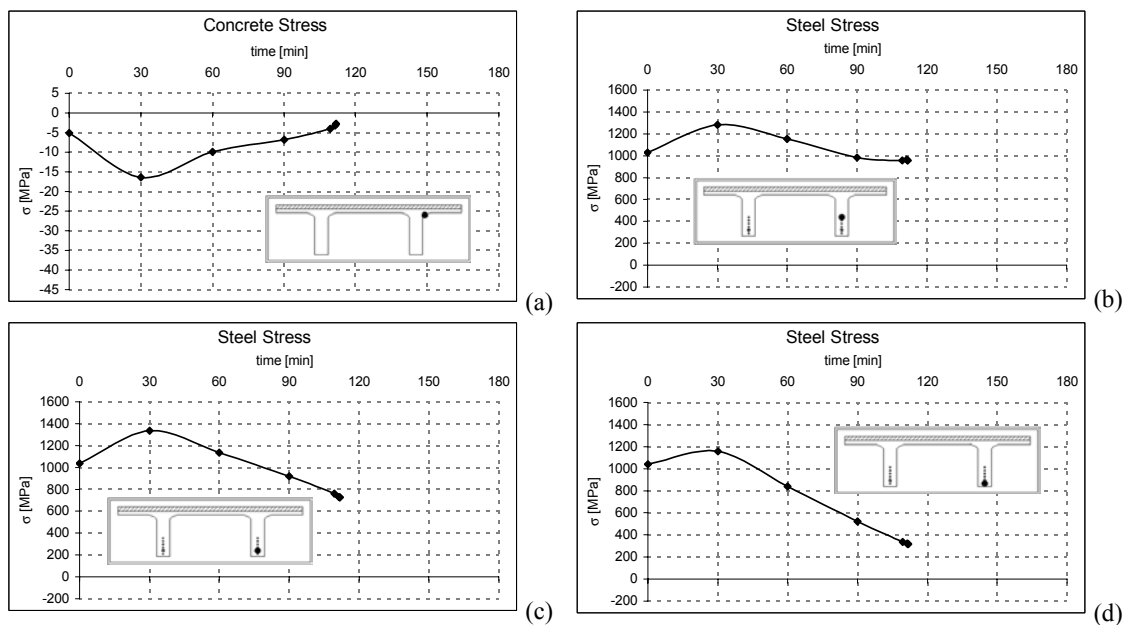 Concrete Stress
time [min]
0 30 60 90 120 150 180
5
0
-5
-10
-15
-20
-25
-30
-35
-40
-45
σ [MPa]
(a)
Steel Stress
time [min]
0 30 60 90 120 150 180
1600
1400
1200
1000
800
600
400
200
0
-200
σ [MPa]
(b)
Steel Stress
time [min]
0 30 60 90 120 150 180
1600
1400
1200
1000
800
600
400
200
0
-200
σ [MPa]
(c)
Steel Stress
time [min]
0 30 60 90 120 150 180
1600
1400
1200
1000
800
600
400
200
0
-200
σ [MPa]
(d)